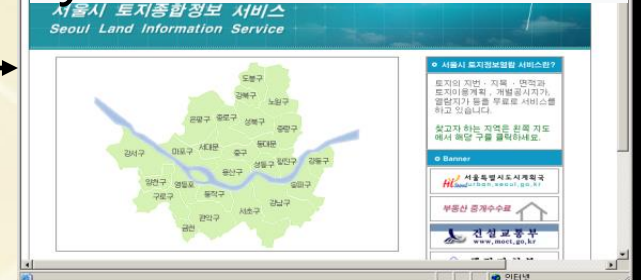 서울시 토지종합정보 서비스
Seoul Land Information Service
도봉구
강북구
노원구
은평구
종로구
성북구
중랑구
강서구
마포구
서대문
중구
동대문
성동구
광진구
강동구
용산구
양천구
영등포
구로구
동작구
송파구
강남구
서초구
관악구
금천
서울시 토지정보열람 서비스란?
토지의 지번 · 지목 · 면적과
토지이용계획, 개별공시지가,
열람지가 등을 무료로 서비스를
하고 있습니다.
찾고자 하는 지역은 왼쪽 지도
에서 해당 구를 클릭하세요.
Banner
서울특별시도시계획국
urban.seoul.go.kr
부동산 중개수수료
건설교통부
www.moct.go.kr
인터넷